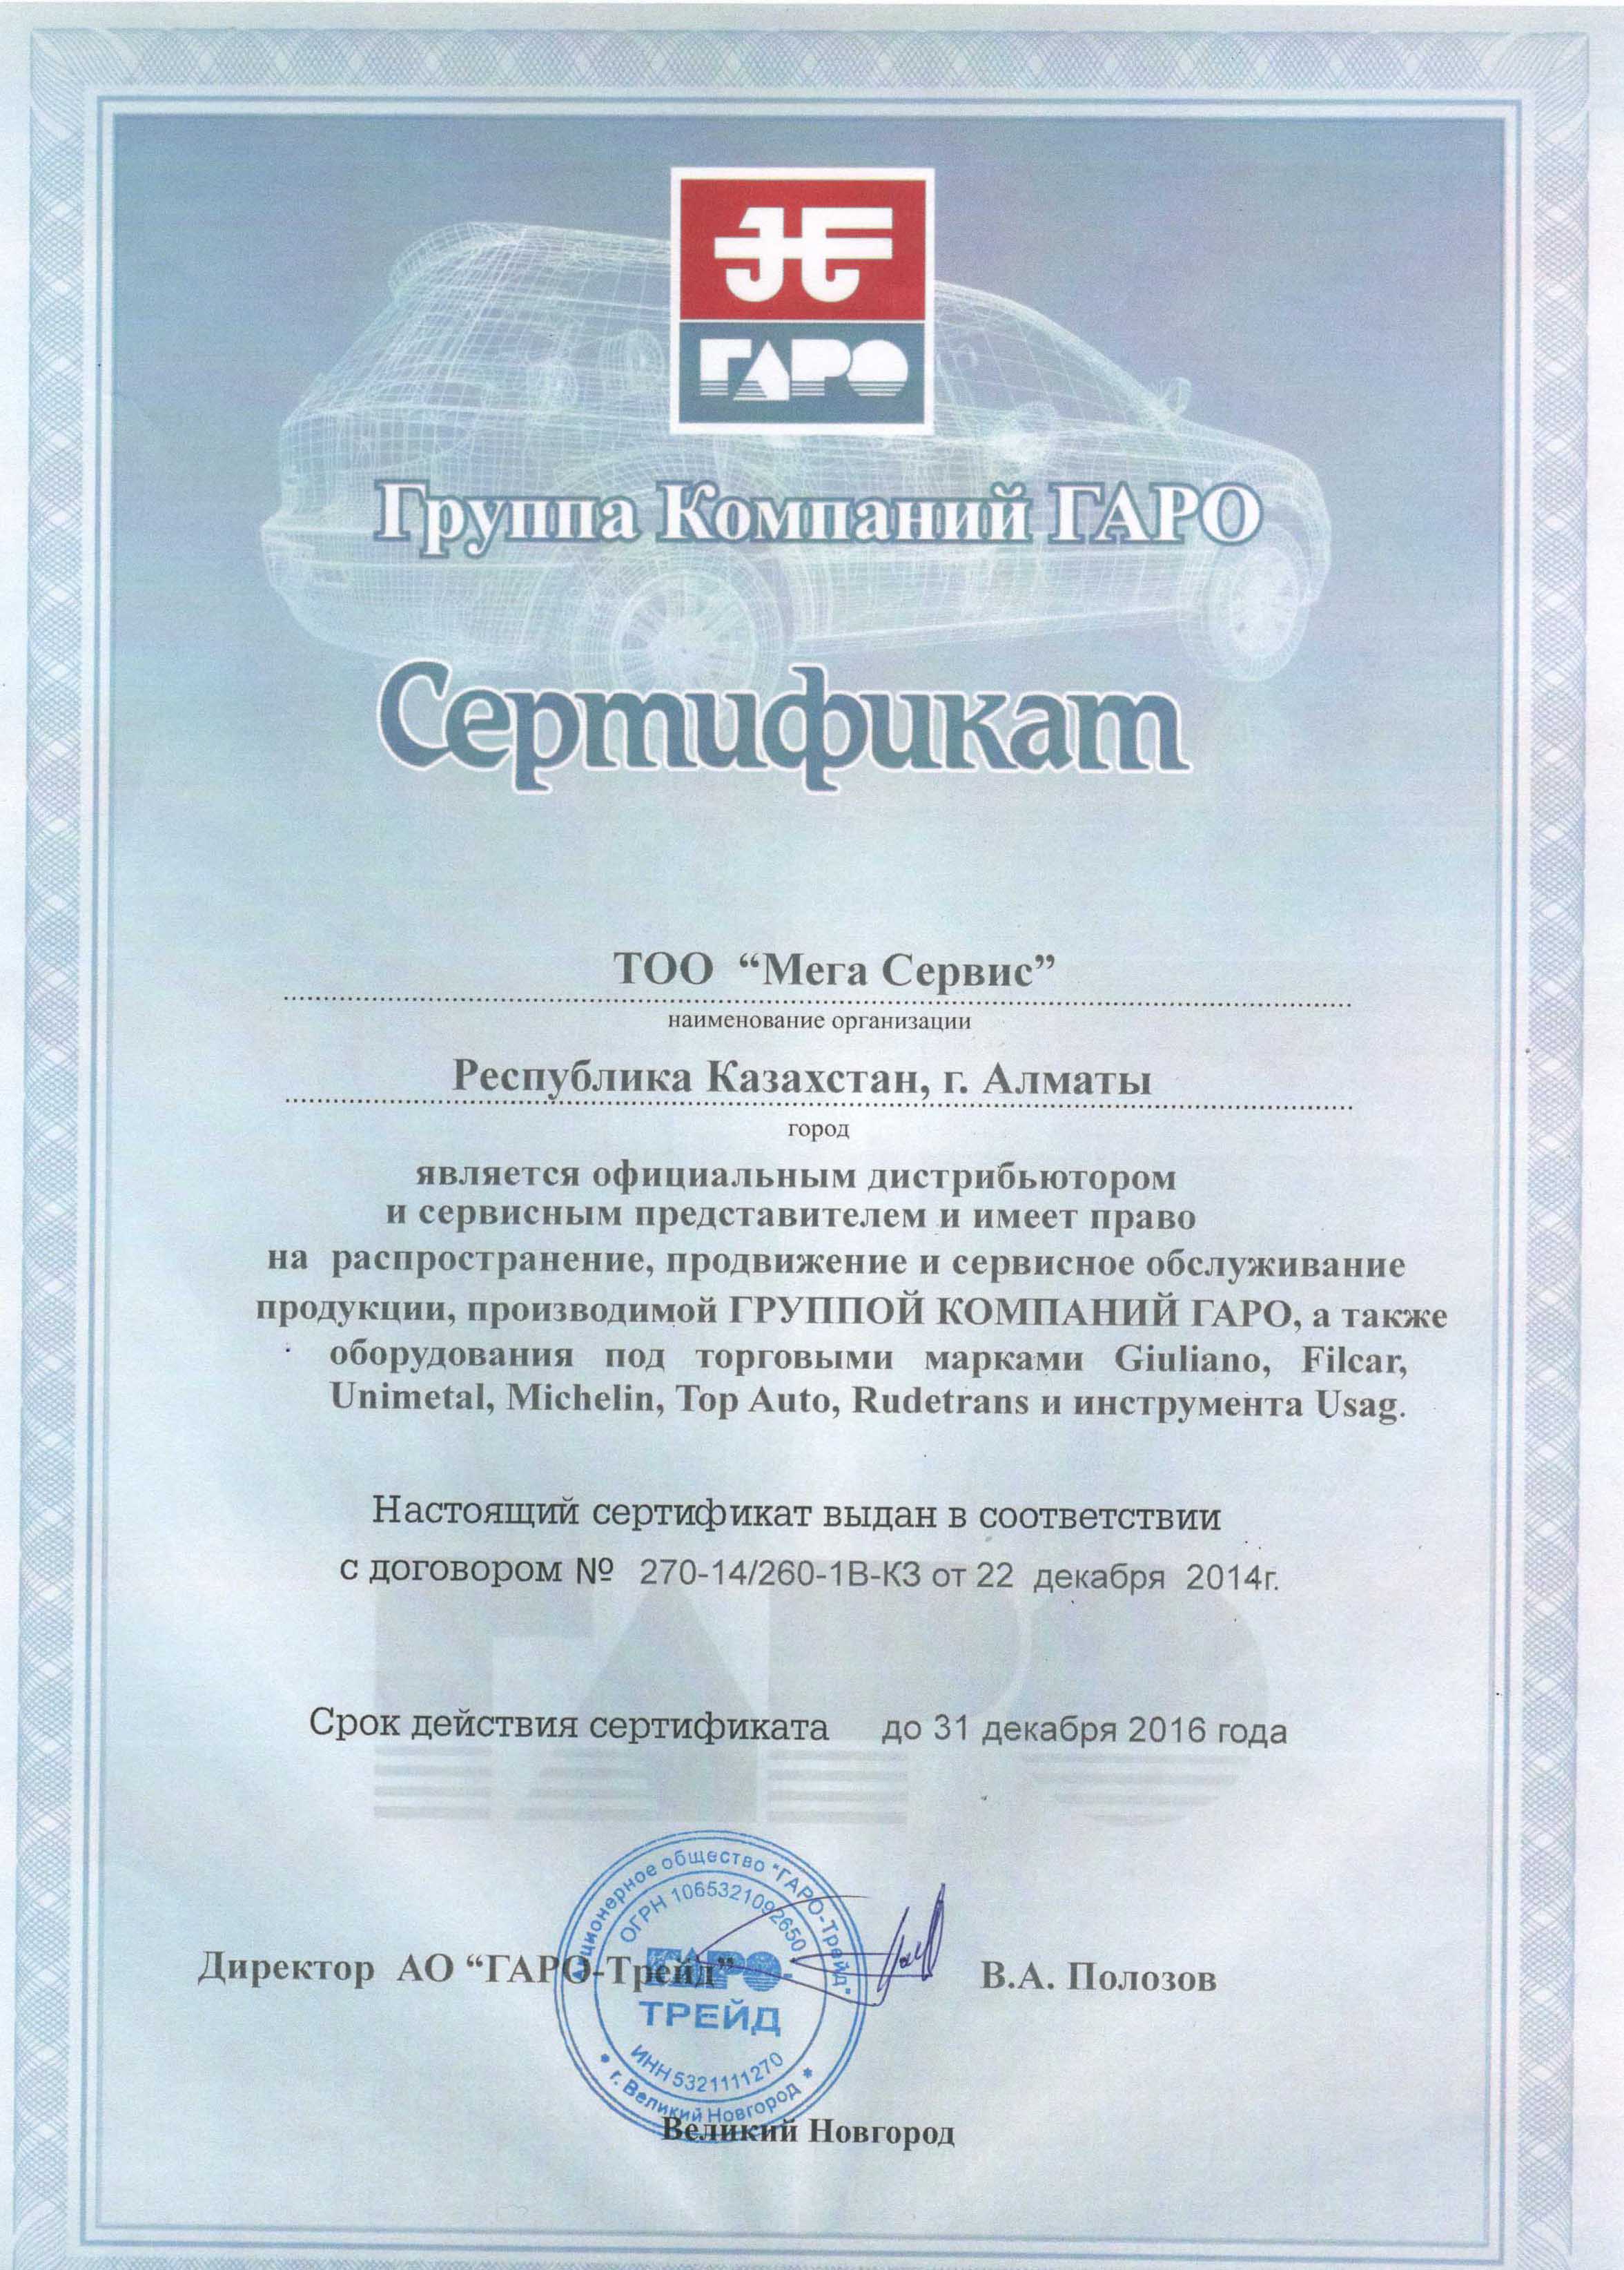 ГАРО
Группа Компаний ГАРО
Сертификат
ТОО “Мега Сервис”
наименование организации
Республика Казахстан, г. Алматы
город
является официальным дистрибьютором
и сервисным представителем и имеет право
на распространение, продвижение и сервисное обслуживание
продукции, производимой ГРУППОЙ КОМПАНИЙ ГАРО, а также
оборудования под торговыми марками Giuliano, Filcar,
Unimetal, Michelin, Top Auto, Rudetrans и инструмента Usag.
Настоящий сертификат выдан в соответствии
с договором № 270-14/260-1В-КЗ от 22 декабря 2014г.
ГАРО
Срок действия сертификата до 31 декабря 2016 года
общество "ГАРО-Трейд"
ОГРН 1065321092650
Директор АО “ГАРО-Трейд” В.А. Полозов
ГАРО-
ТРЕЙД
ИНН 5321111270
г. Великий Новгород
Великий Новгород